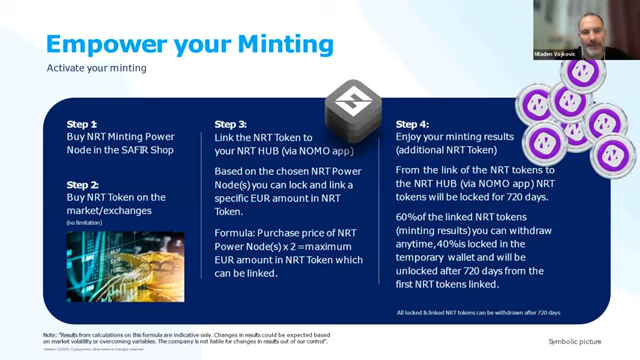 Empower your Minting
Activate your minting
Mladen Vojkovic
Step 1:
Buy NRT Minting Power
Node in the SAFIR Shop
Step 2:
Buy NRT Token on the
market/exchanges
(no limitation)
Step 3:
Link the NRT Token to
your NRT HUB (via NOMO app)
Based on the chosen NRT Power
Node(s) you can lock and link a
specific EUR amount in NRT
Token.
Formula: Purchase price of NRT
Power Node(s) x 2 =maximum
EUR amount in NRT Token which
can be linked.
Step 4:
Enjoy your minting results
(additional NRT Token)
From the link of the NRT tokens to
the NRT HUB (via NOMO app) NRT
tokens will be locked for 720 days.
60% of the linked NRT tokens
(minting results) you can withdraw
anytime, 40% is locked in the
temporary wallet and will be
unlocked after 720 days from the
first NRT tokens linked.
All locked & linked NRT tokens can be withdrawn after 720 days
Note: "Results from calculations on this formula are indicative only. Changes in results could be expected based
on market volatility or overcoming variables. The company is not liable for changes in results out of our control".
Symbolic picture